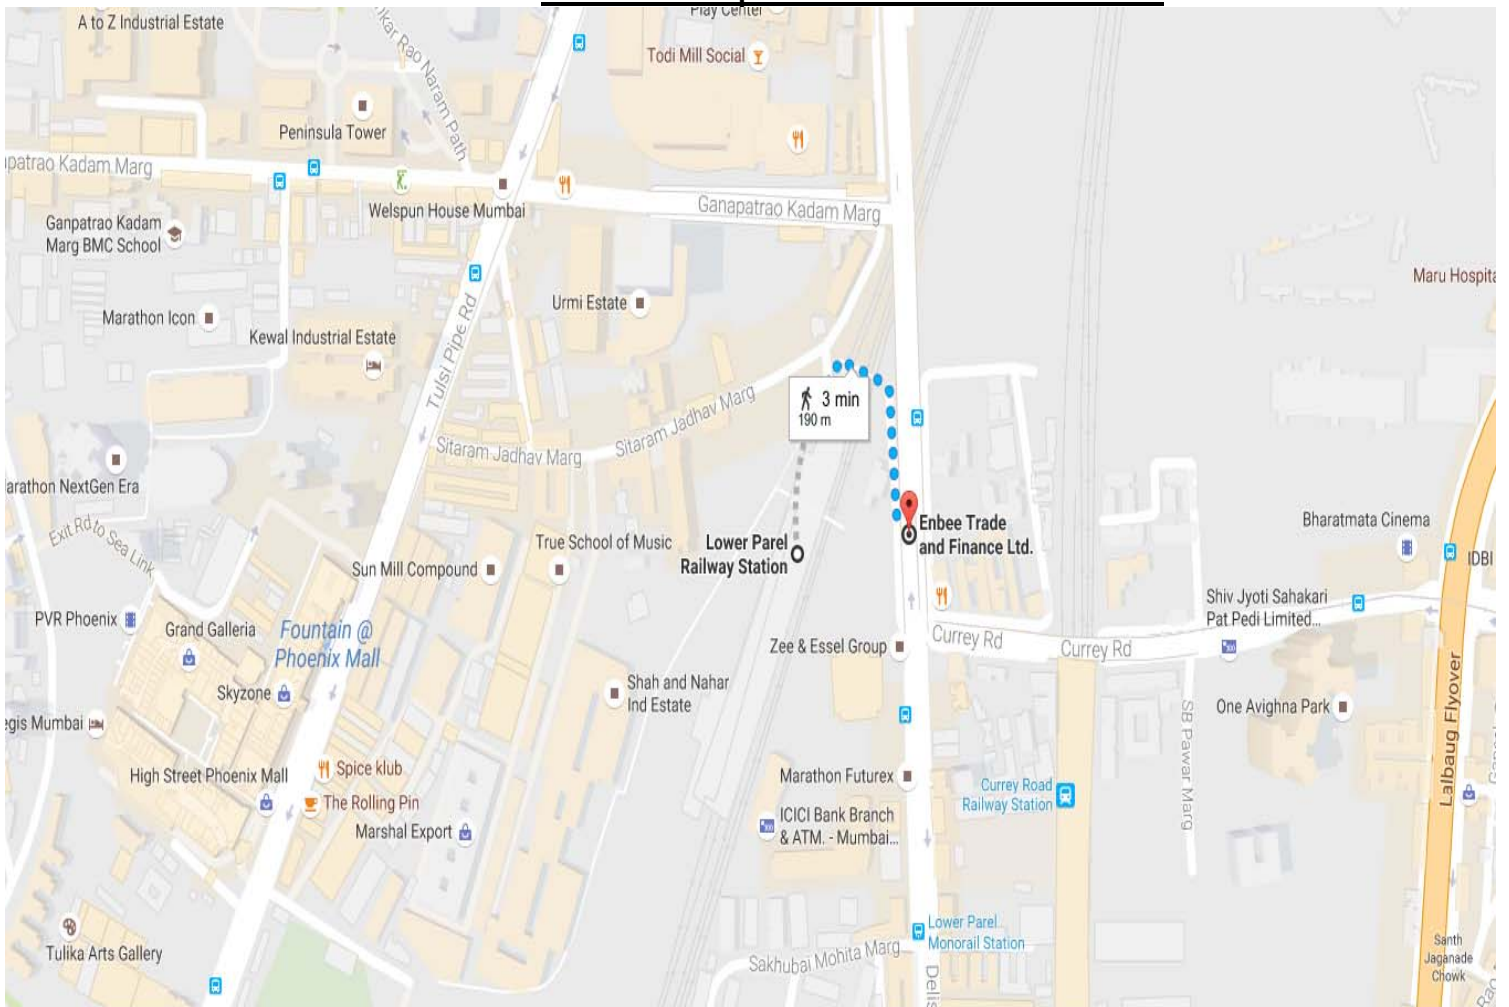 Play Center
A to Z Industrial Estate
Todi Mill Social
kar Rao Naram Path
Peninsula Tower
patrao Kadam Marg
Welspun House Mumbai
Ganapatrao Kadam Marg
Ganpatrao Kadam
Marg BMC School
Maru Hospita
Urmi Estate
Marathon Icon
Tulsi Pipe Rd
Kewal Industrial Estate
3 min
190 m
Sitaram Jadhav Marg
Sitaram Jadhav Marg
arathon NextGen Era
Exit Rd to Sea Link
Enbee Trade
and Finance Ltd.
Bharatmata Cinema
IDBI
True School of Music
Lower Parel
Railway Station
Sun Mill Compound
Shiv Jyoti Sahakari
Pat Pedi Limited...
PVR Phoenix
Grand Galleria
Fountain @
Phoenix Mall
Zee & Essel Group
Currey Rd
Currey Rd
Skyzone
Shah and Nahar
Ind Estate
SB Pawar Marg
One Avighna Park
Lalbaug Flyover
egis Mumbai
High Street Phoenix Mall
Spice klub
The Rolling Pin
Marathon Futurex
Currey Road
Railway Station
Marshal Export
ICICI Bank Branch
& ATM. - Mumbai...
Tulika Arts Gallery
Lower Parel
Monorail Station
Sakhubai Mohita Marg
Delis
Santh
Jaganade
Chowk